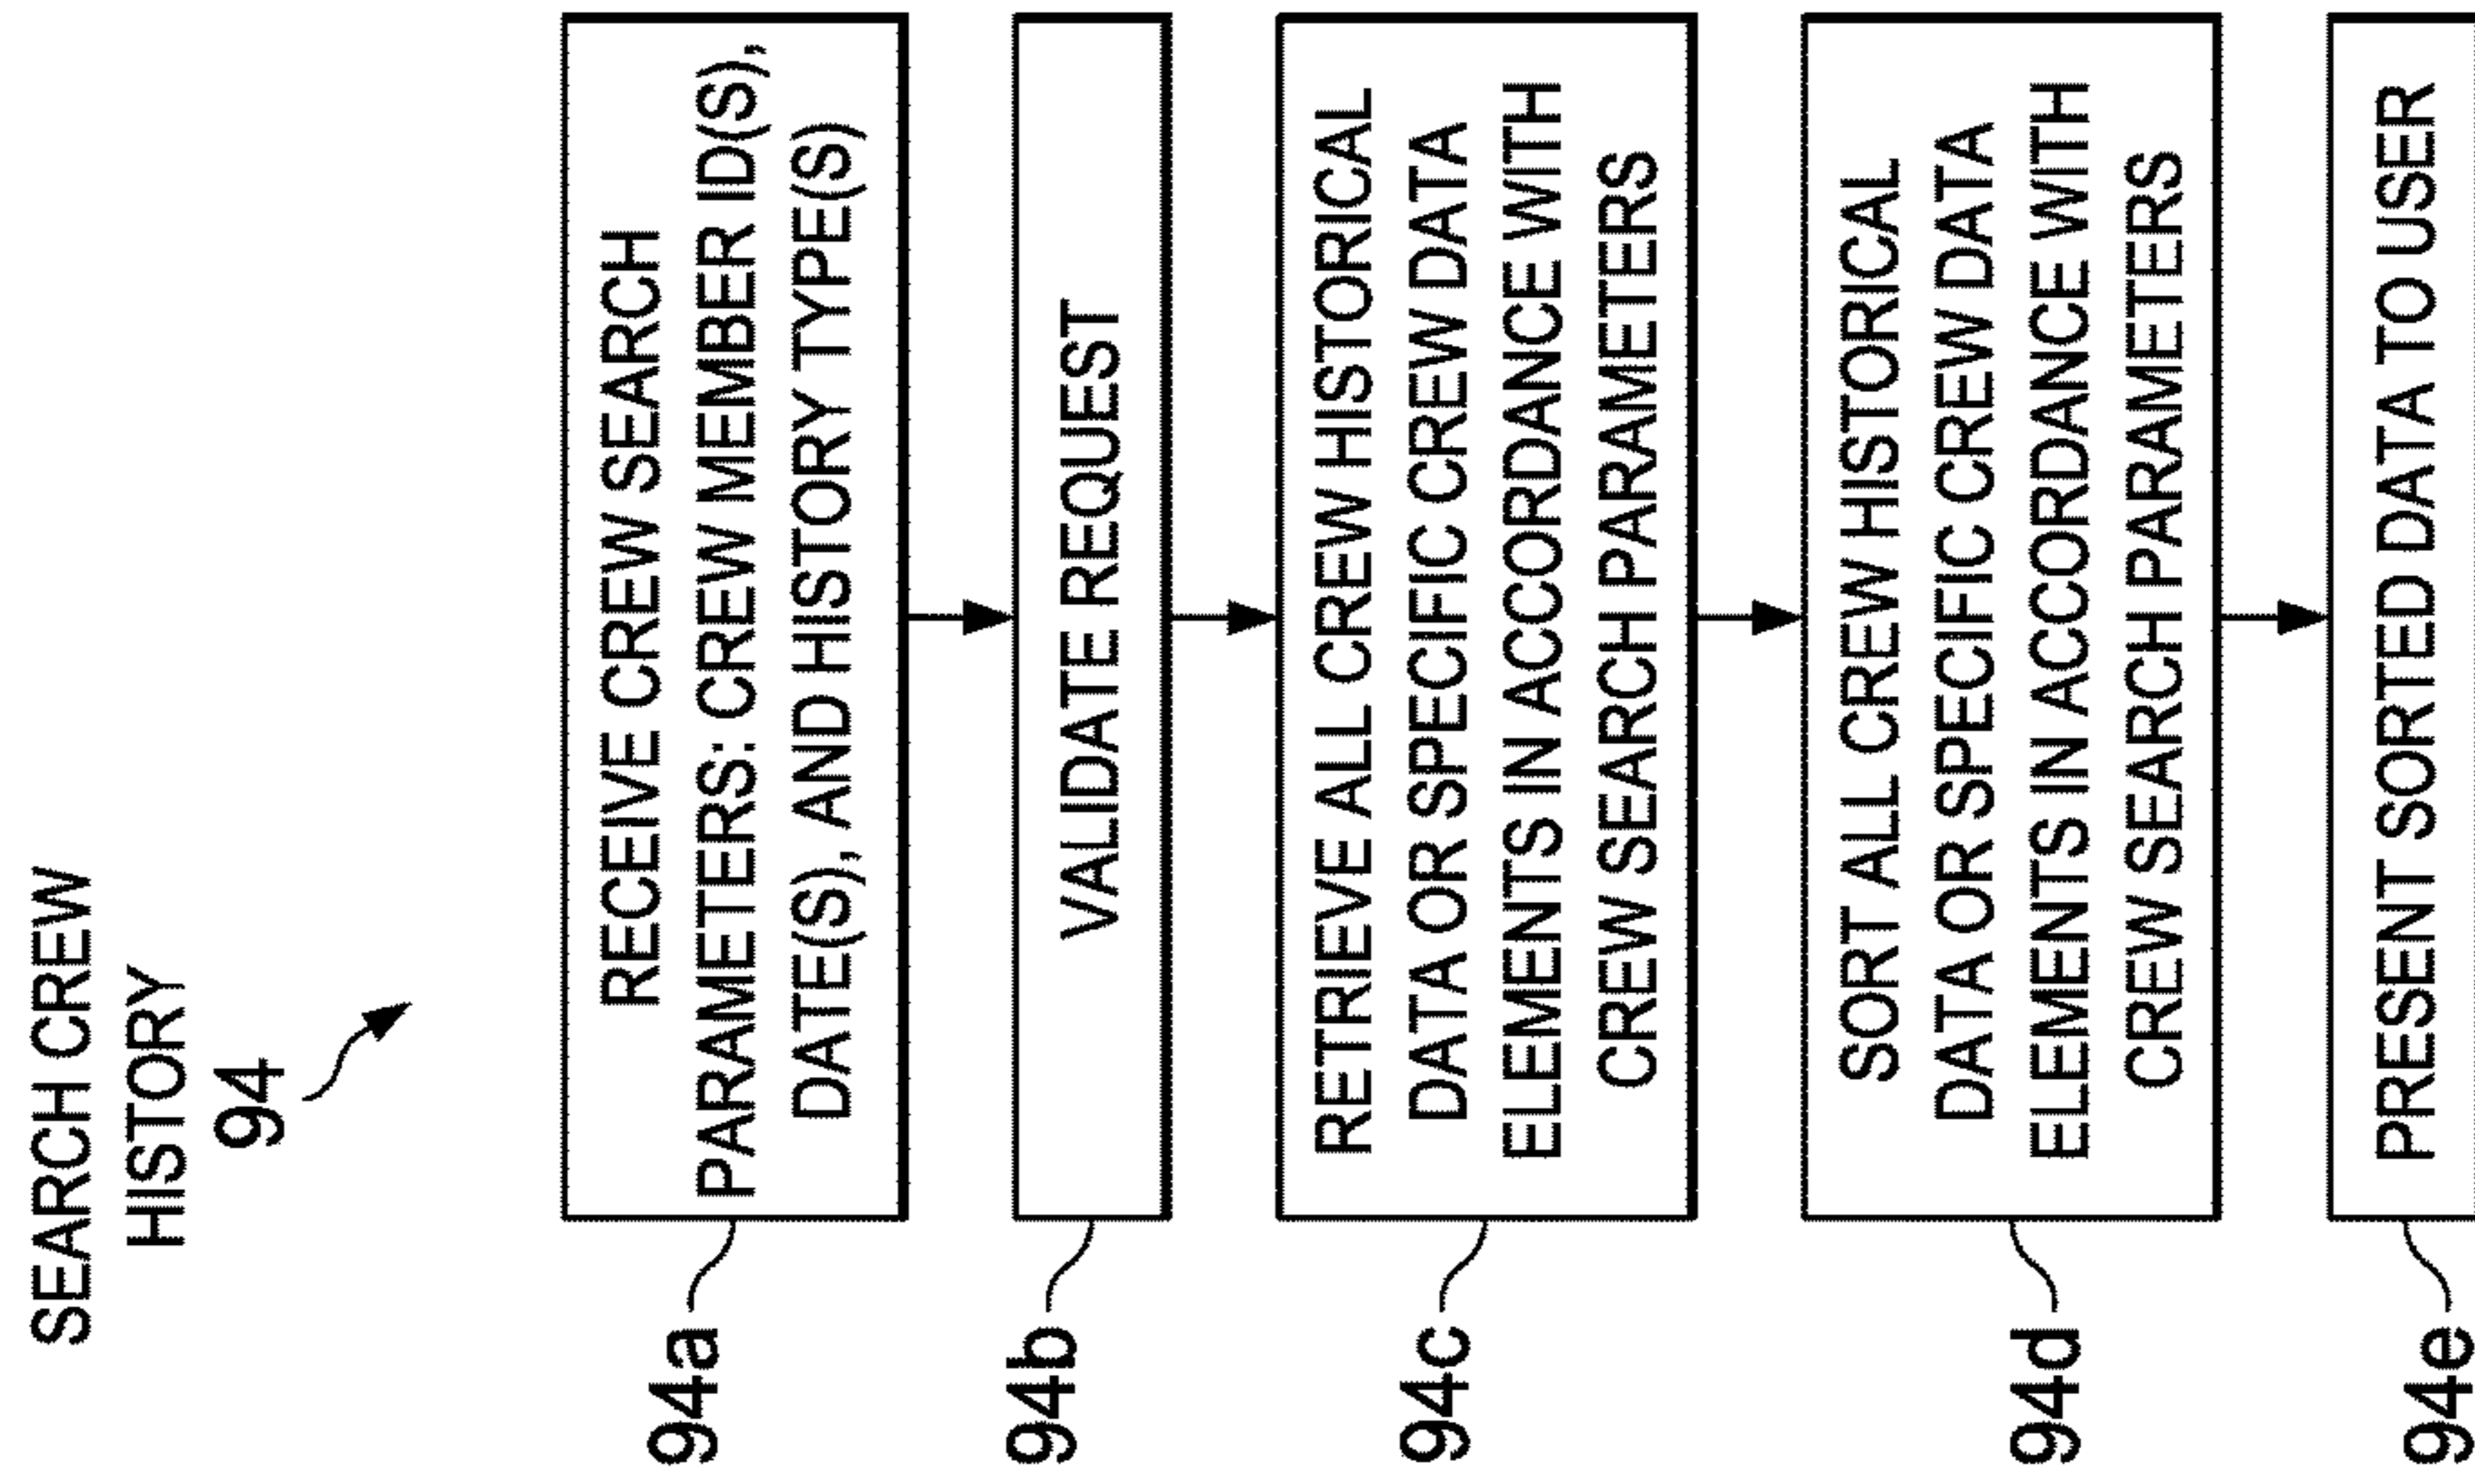 SEARCH CREW
HISTORY
94
94a
RECEIVE CREW SEARCH
PARAMETERS: CREW MEMBER ID(S),
DATE(S), AND HISTORY TYPE(S)
94b
VALIDATE REQUEST
94c
RETRIEVE ALL CREW HISTORICAL
DATA OR SPECIFIC CREW DATA
ELEMENTS IN ACCORDANCE WITH
CREW SEARCH PARAMETERS
94d
SORT ALL CREW HISTORICAL
DATA OR SPECIFIC CREW DATA
ELEMENTS IN ACCORDANCE WITH
CREW SEARCH PARAMETERS
94e
PRESENT SORTED DATA TO USER